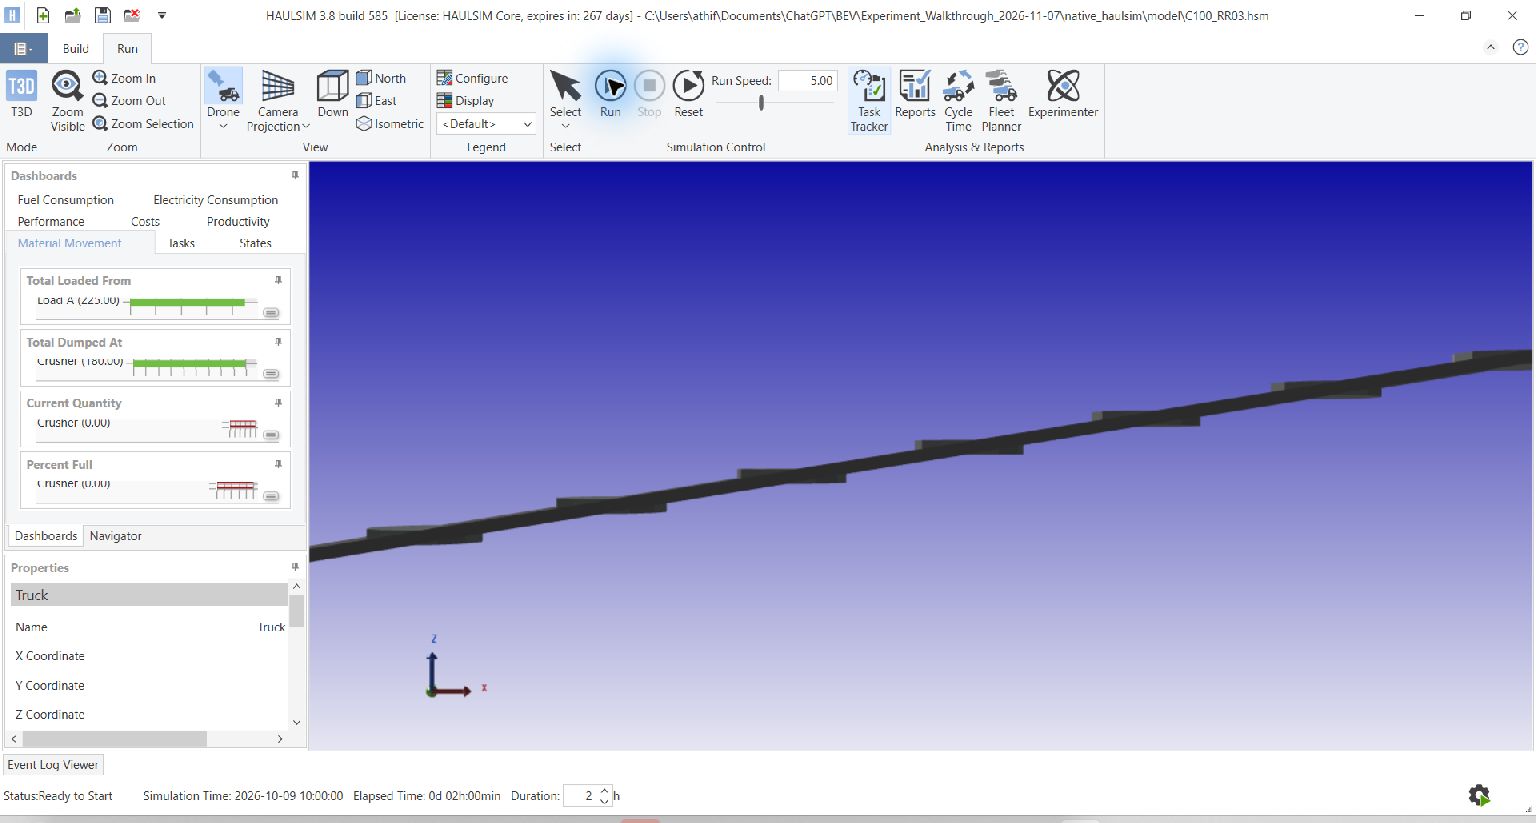 HAULSIM 3.8 build 585 [License: HAULSIM Core, expires in: 267 days] - C:\Users\athif\Documents\ChatGPT\BEV\Experiment_Walkthrough_2026-11-07\native_haulsim\model\C100_RR03.hsm
Build Run
T3D
Zoom Visible
Zoom In
Zoom Out
Zoom Selection
Drone
Camera Projection
Down
North
East
Isometric
Configure
Display
<Default>
Select
Run
Stop
Reset
Run Speed: 5.00
Task Tracker
Reports
Cycle Time
Fleet Planner
Experimenter
Mode Zoom View Legend Select Simulation Control Analysis & Reports
Dashboards
Fuel Consumption Electricity Consumption
Performance Costs Productivity
Material Movement Tasks States
Total Loaded From
Load A (225.00)
Total Dumped At
Crusher (180.00)
Current Quantity
Crusher (0.00)
Percent Full
Crusher (0.00)
Dashboards Navigator
Properties
Truck
Name Truck
X Coordinate
Y Coordinate
Z Coordinate
Z
X
Event Log Viewer
Status:Ready to Start Simulation Time: 2026-10-09 10:00:00 Elapsed Time: 0d 02h:00min Duration: 2 h